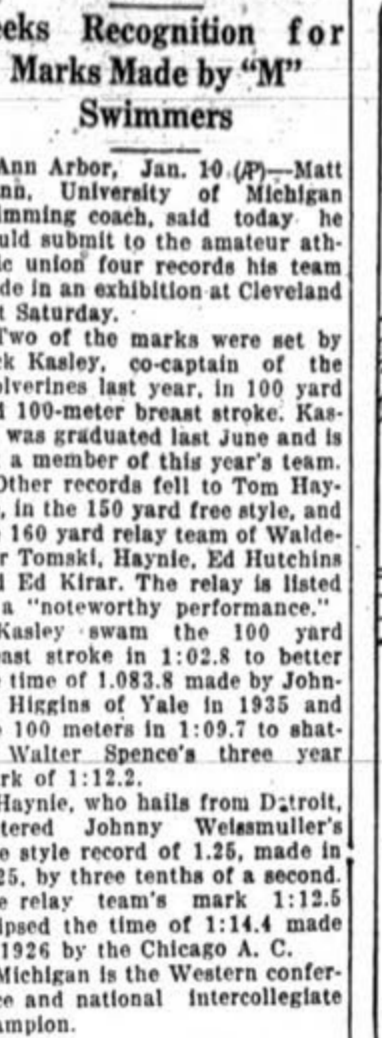 eeks Recognition for
Marks Made by "M"
Swimmers
Ann Arbor, Jan. 10 (AP)—Matt
nn, University of Michigan
imming coach, said today he
uld submit to the amateur ath-
ic union four records his team
de in an exhibition at Cleveland
t Saturday.
Two of the marks were set by
ck Kasley, co-captain of the
olverines last year, in 100 yard
d 100-meter breast stroke. Kas-
was graduated last June and is
a member of this year's team.
Other records fell to Tom Hay-
, in the 150 yard free style, and
160 yard relay team of Walde-
r Tomski, Haynie, Ed Hutchins
d Ed Kirar. The relay is listed
a "noteworthy performance."
Kasley swam the 100 yard
ast stroke in 1:02.8 to better
time of 1.083.8 made by John-
Higgins of Yale in 1935 and
100 meters in 1:09.7 to shat-
Walter Spence's three year
rk of 1:12.2.
Haynie, who hails from Detroit,
tered Johnny Weissmuller's
e style record of 1.25, made in
25, by three tenths of a second.
e relay team's mark 1:12.5
ipsed the time of 1:14.4 made
1926 by the Chicago A. C.
Michigan is the Western confer-
ce and national intercollegiate
ampion.